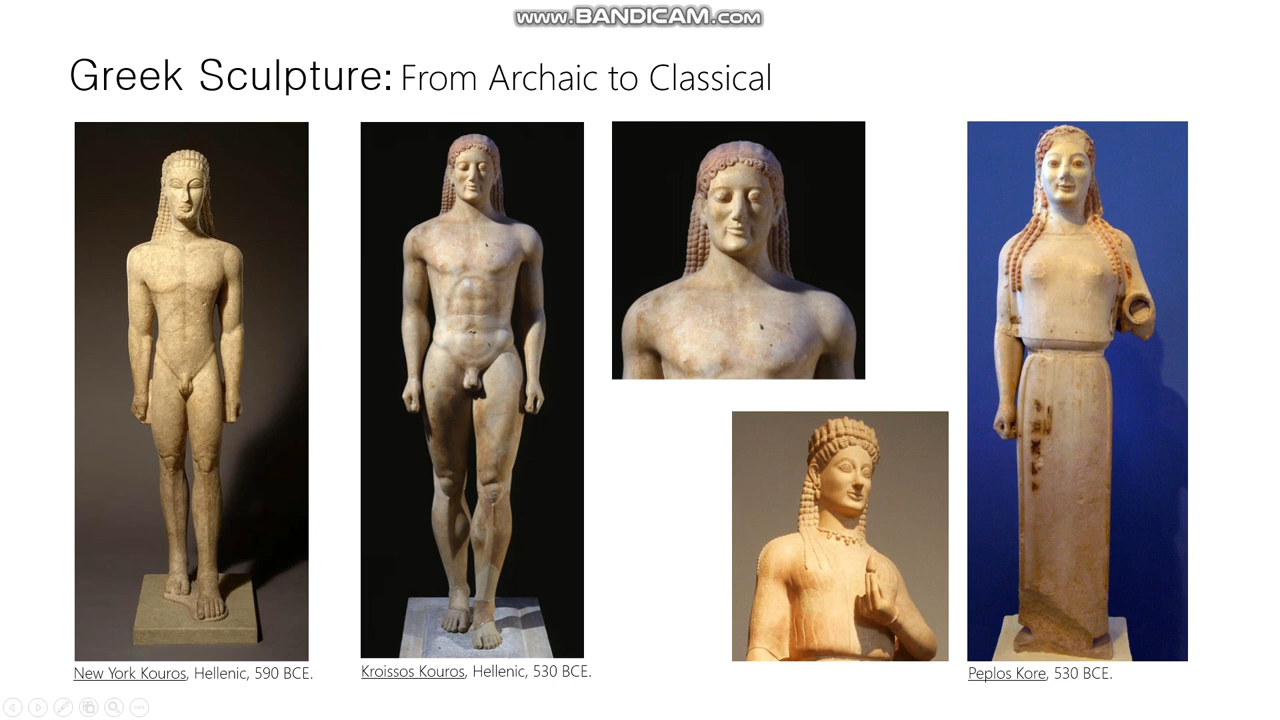 www.BANDICAM.com
Greek Sculpture: From Archaic to Classical
New York Kouros, Hellenic, 590 BCE.
Kroissos Kouros, Hellenic, 530 BCE.
Peplos Kore, 530 BCE.